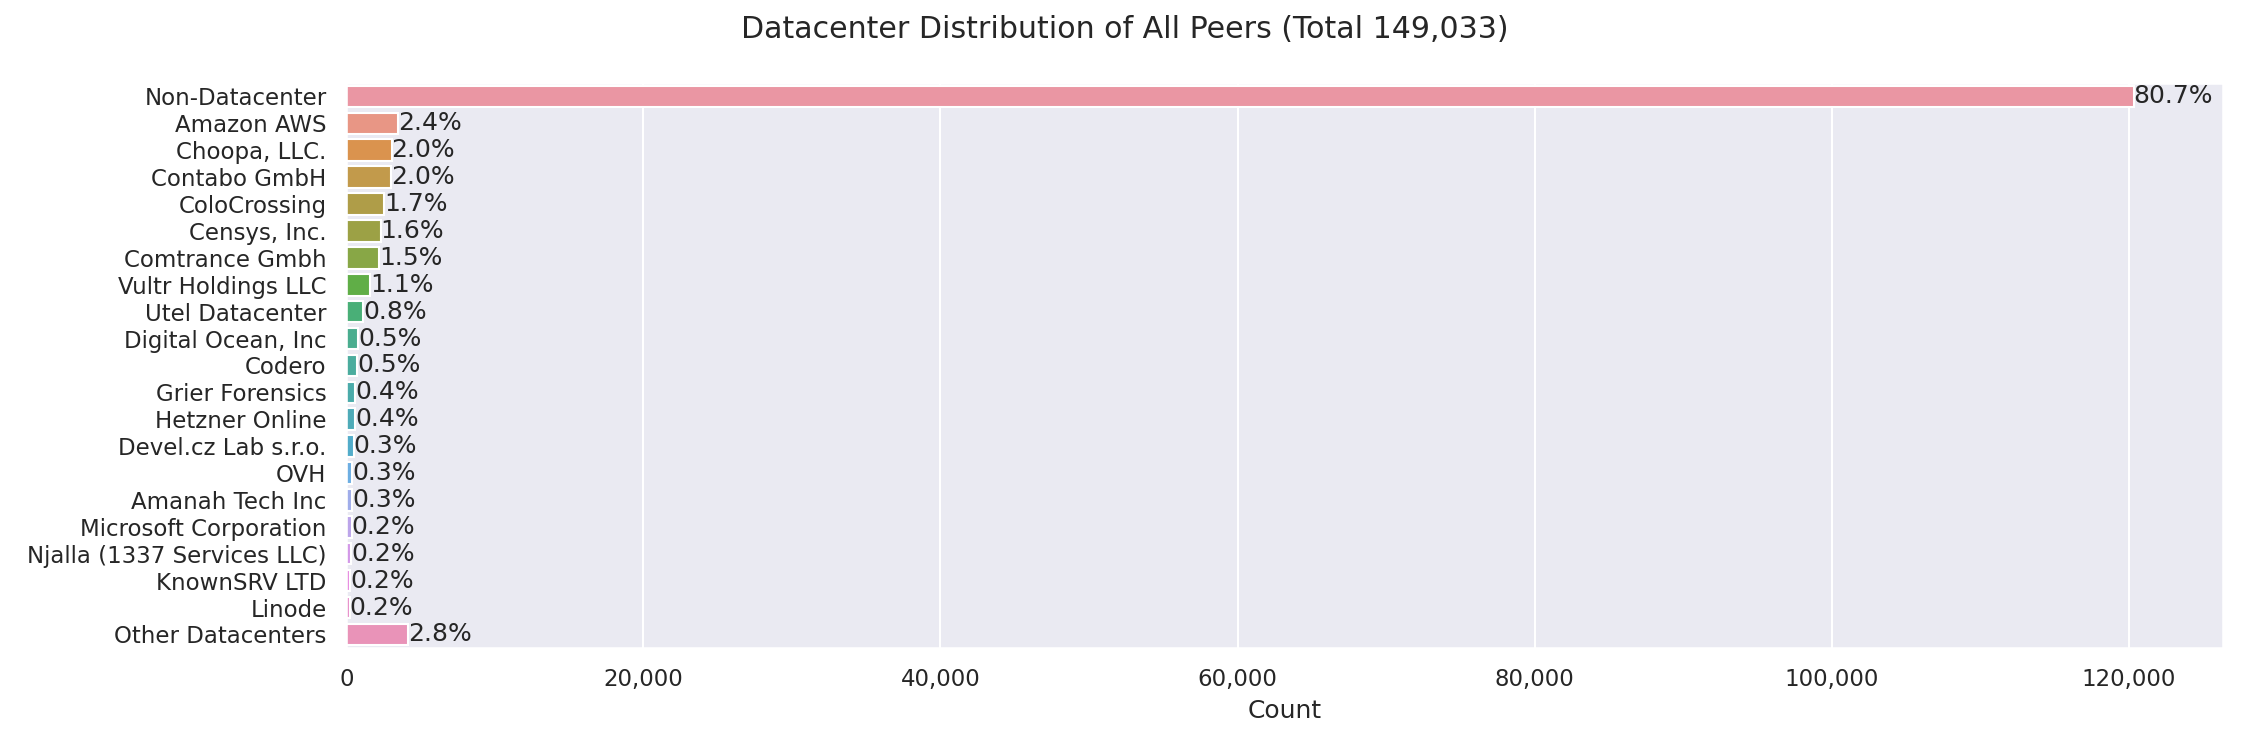 Datacenter Distribution of All Peers (Total 149,033)
Non-Datacenter 80.7%
Amazon AWS 2.4%
Choopa, LLC. 2.0%
Contabo GmbH 2.0%
ColoCrossing 1.7%
Censys, Inc. 1.6%
Comtrance Gmbh 1.5%
Vultr Holdings LLC 1.1%
Utel Datacenter 0.8%
Digital Ocean, Inc 0.5%
Codero 0.5%
Grier Forensics 0.4%
Hetzner Online 0.4%
Devel.cz Lab s.r.o. 0.3%
OVH 0.3%
Amanah Tech Inc 0.3%
Microsoft Corporation 0.2%
Njalla (1337 Services LLC) 0.2%
KnownSRV LTD 0.2%
Linode 0.2%
Other Datacenters 2.8%
0 20,000 40,000 60,000 80,000 100,000 120,000
Count